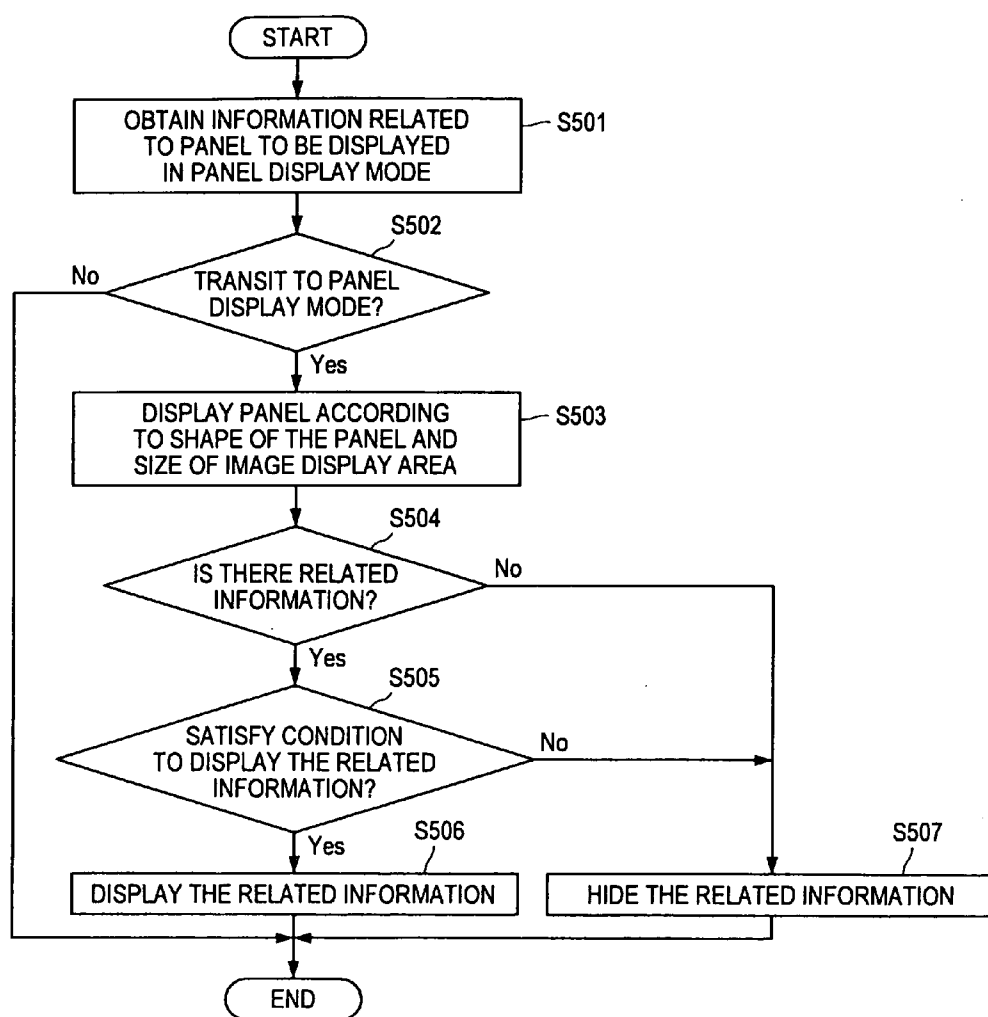 START
OBTAIN INFORMATION RELATED
TO PANEL TO BE DISPLAYED
IN PANEL DISPLAY MODE
S501
S502
No
TRANSIT TO PANEL
DISPLAY MODE?
Yes
DISPLAY PANEL ACCORDING
TO SHAPE OF THE PANEL AND
SIZE OF IMAGE DISPLAY AREA
S503
S504
IS THERE RELATED
INFORMATION?
No
Yes
S505
SATISFY CONDITION
TO DISPLAY THE RELATED
INFORMATION?
No
Yes
S506
DISPLAY THE RELATED INFORMATION
S507
HIDE THE RELATED INFORMATION
END